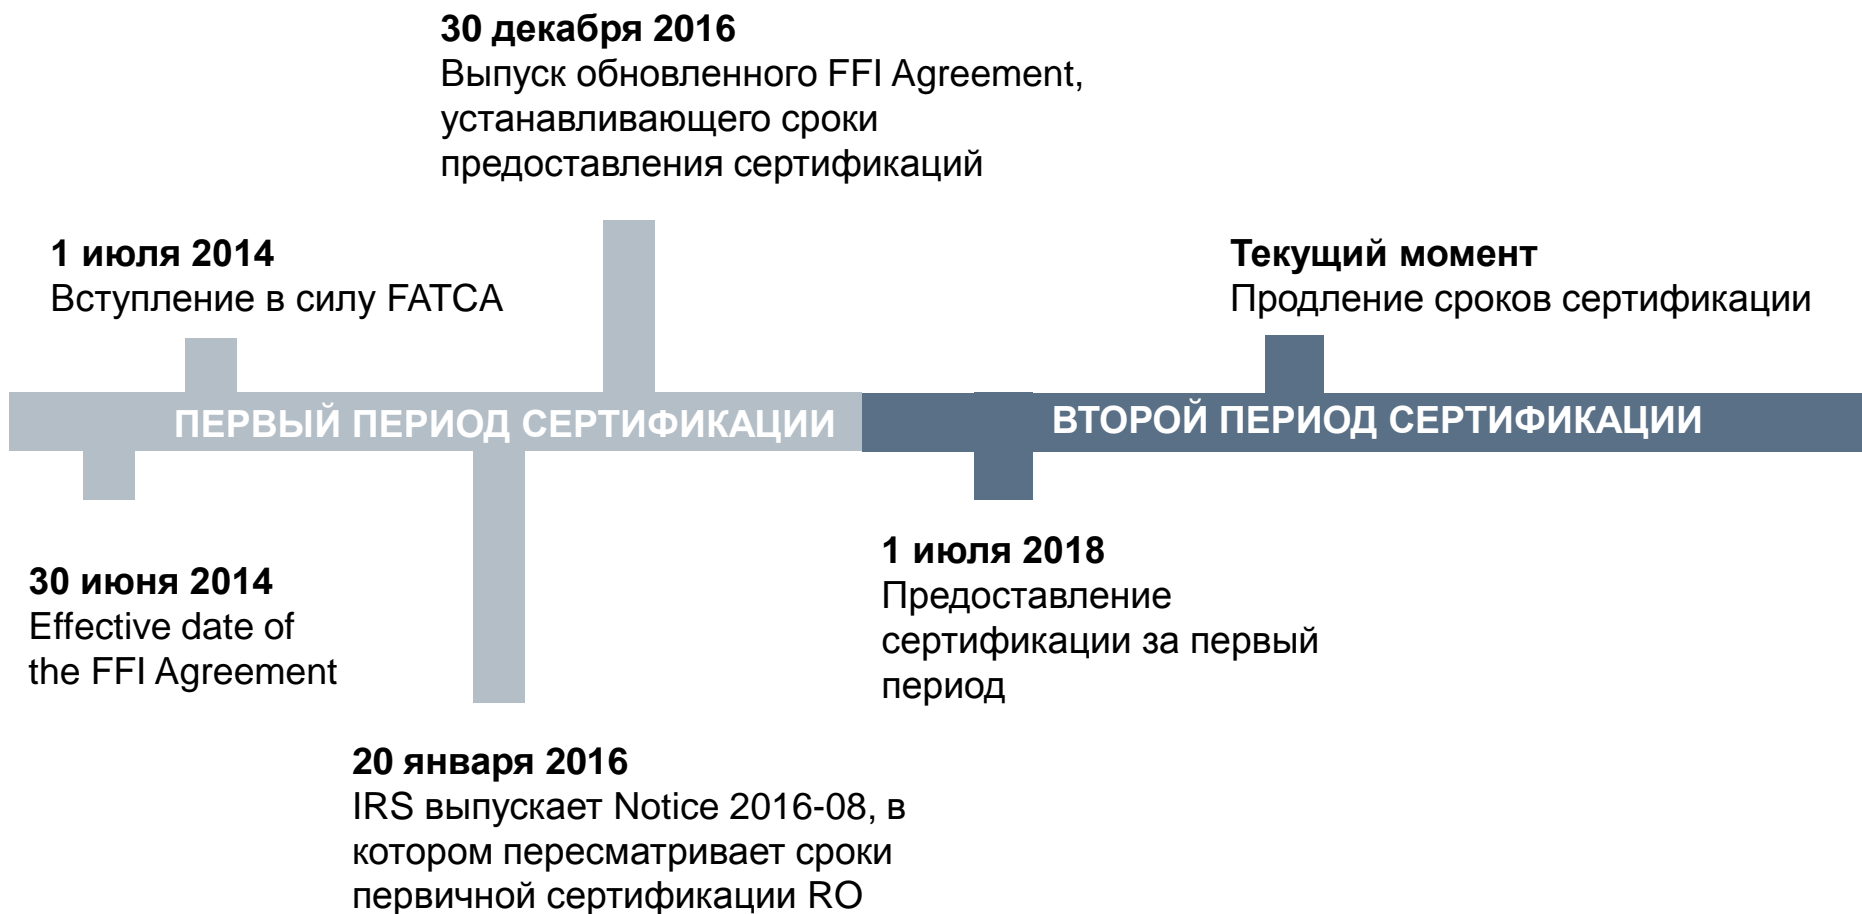 30 декабря 2016
Выпуск обновленного FFI Agreement,
устанавливающего сроки
предоставления сертификаций
1 июля 2014
Вступление в силу FATCA
Текущий момент
Продление сроков сертификации
ПЕРВЫЙ ПЕРИОД СЕРТИФИКАЦИИ
ВТОРОЙ ПЕРИОД СЕРТИФИКАЦИИ
30 июня 2014
Effective date of
the FFI Agreement
1 июля 2018
Предоставление
сертификации за первый
период
20 января 2016
IRS выпускает Notice 2016-08, в
котором пересматривает сроки
первичной сертификации RO